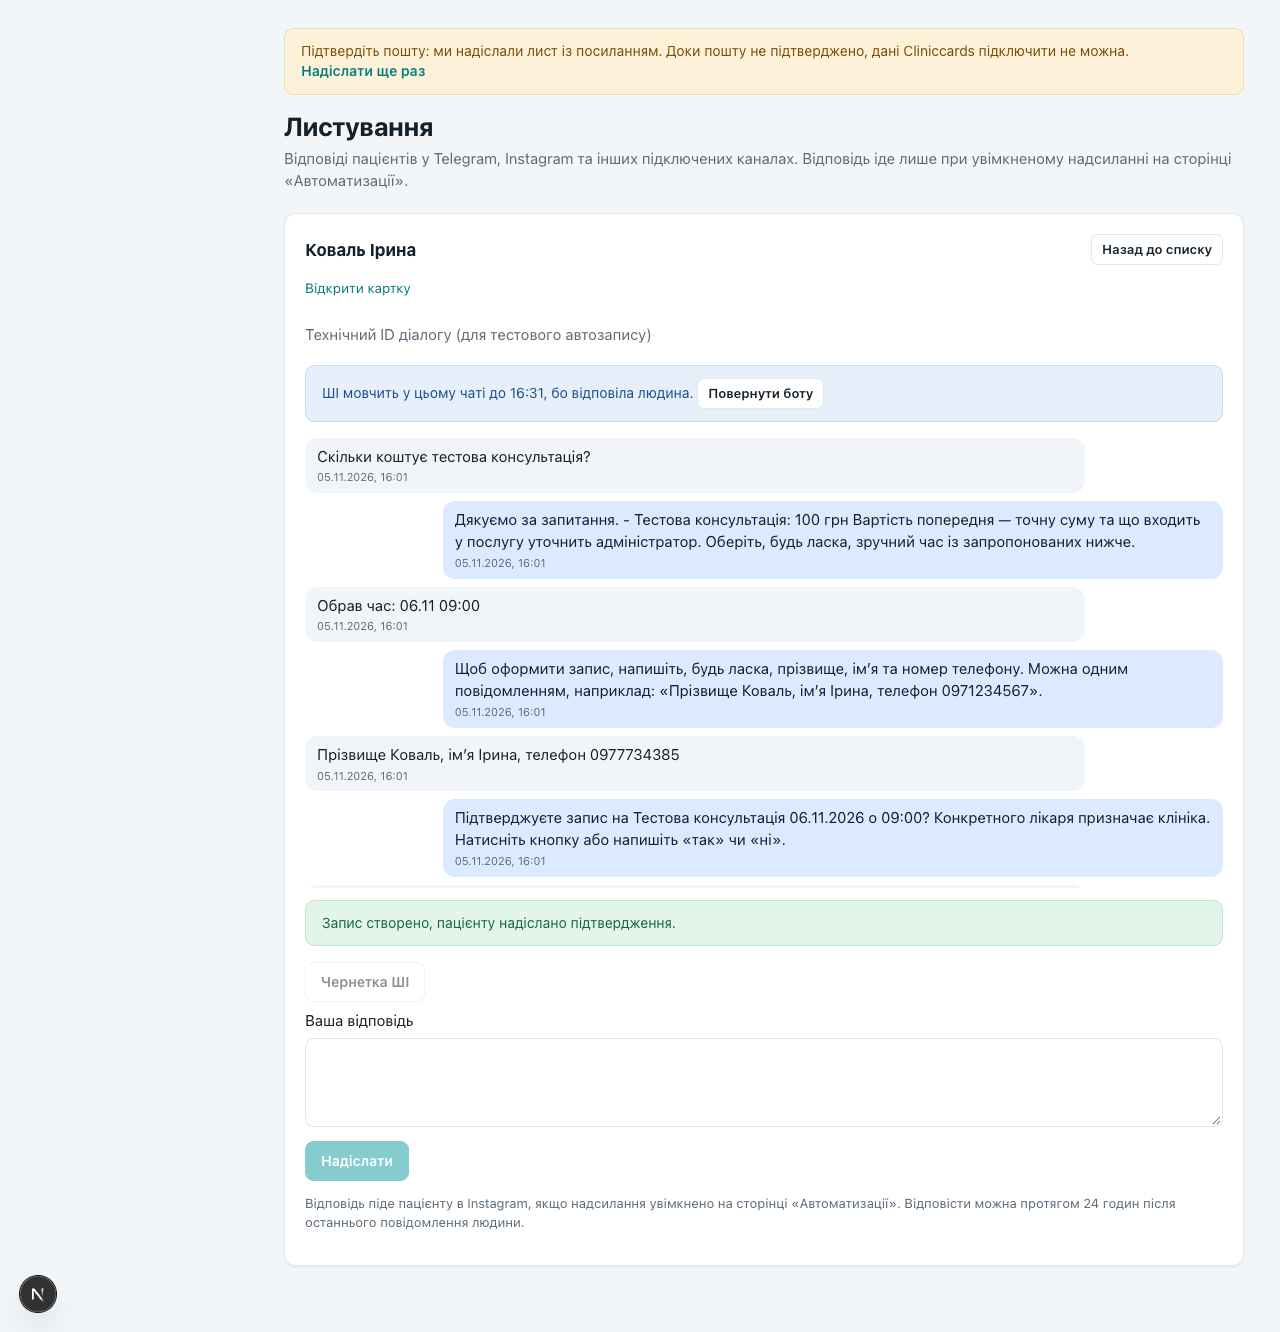 Підтвердіть пошту: ми надіслали лист із посиланням. Доки пошту не підтверджено, дані Cliniccards підключити не можна.
Надіслати ще раз
Листування
Відповіді пацієнтів у Telegram, Instagram та інших підключених каналах. Відповідь іде лише при увімкненому надсиланні на сторінці
«Автоматизації».
Коваль Ірина
Назад до списку
Відкрити картку
Технічний ID діалогу (для тестового автозапису)
ШІ мовчить у цьому чаті до 16:31, бо відповіла людина.
Повернути боту
Скільки коштує тестова консультація?
05.11.2026, 16:01
Дякуємо за запитання. - Тестова консультація: 100 грн Вартість попередня — точну суму та що входить
у послугу уточнить адміністратор. Оберіть, будь ласка, зручний час із запропонованих нижче.
05.11.2026, 16:01
Обрав час: 06.11 09:00
05.11.2026, 16:01
Щоб оформити запис, напишіть, будь ласка, прізвище, ім’я та номер телефону. Можна одним
повідомленням, наприклад: «Прізвище Коваль, ім’я Ірина, телефон 0971234567».
05.11.2026, 16:01
Прізвище Коваль, ім’я Ірина, телефон 0977734385
05.11.2026, 16:01
Підтверджуєте запис на Тестова консультація 06.11.2026 о 09:00? Конкретного лікаря призначає клініка.
Натисніть кнопку або напишіть «так» чи «ні».
05.11.2026, 16:01
Запис створено, пацієнту надіслано підтвердження.
Чернетка ШІ
Ваша відповідь
Надіслати
Відповідь піде пацієнту в Instagram, якщо надсилання увімкнено на сторінці «Автоматизації». Відповісти можна протягом 24 годин після
останнього повідомлення людини.
N